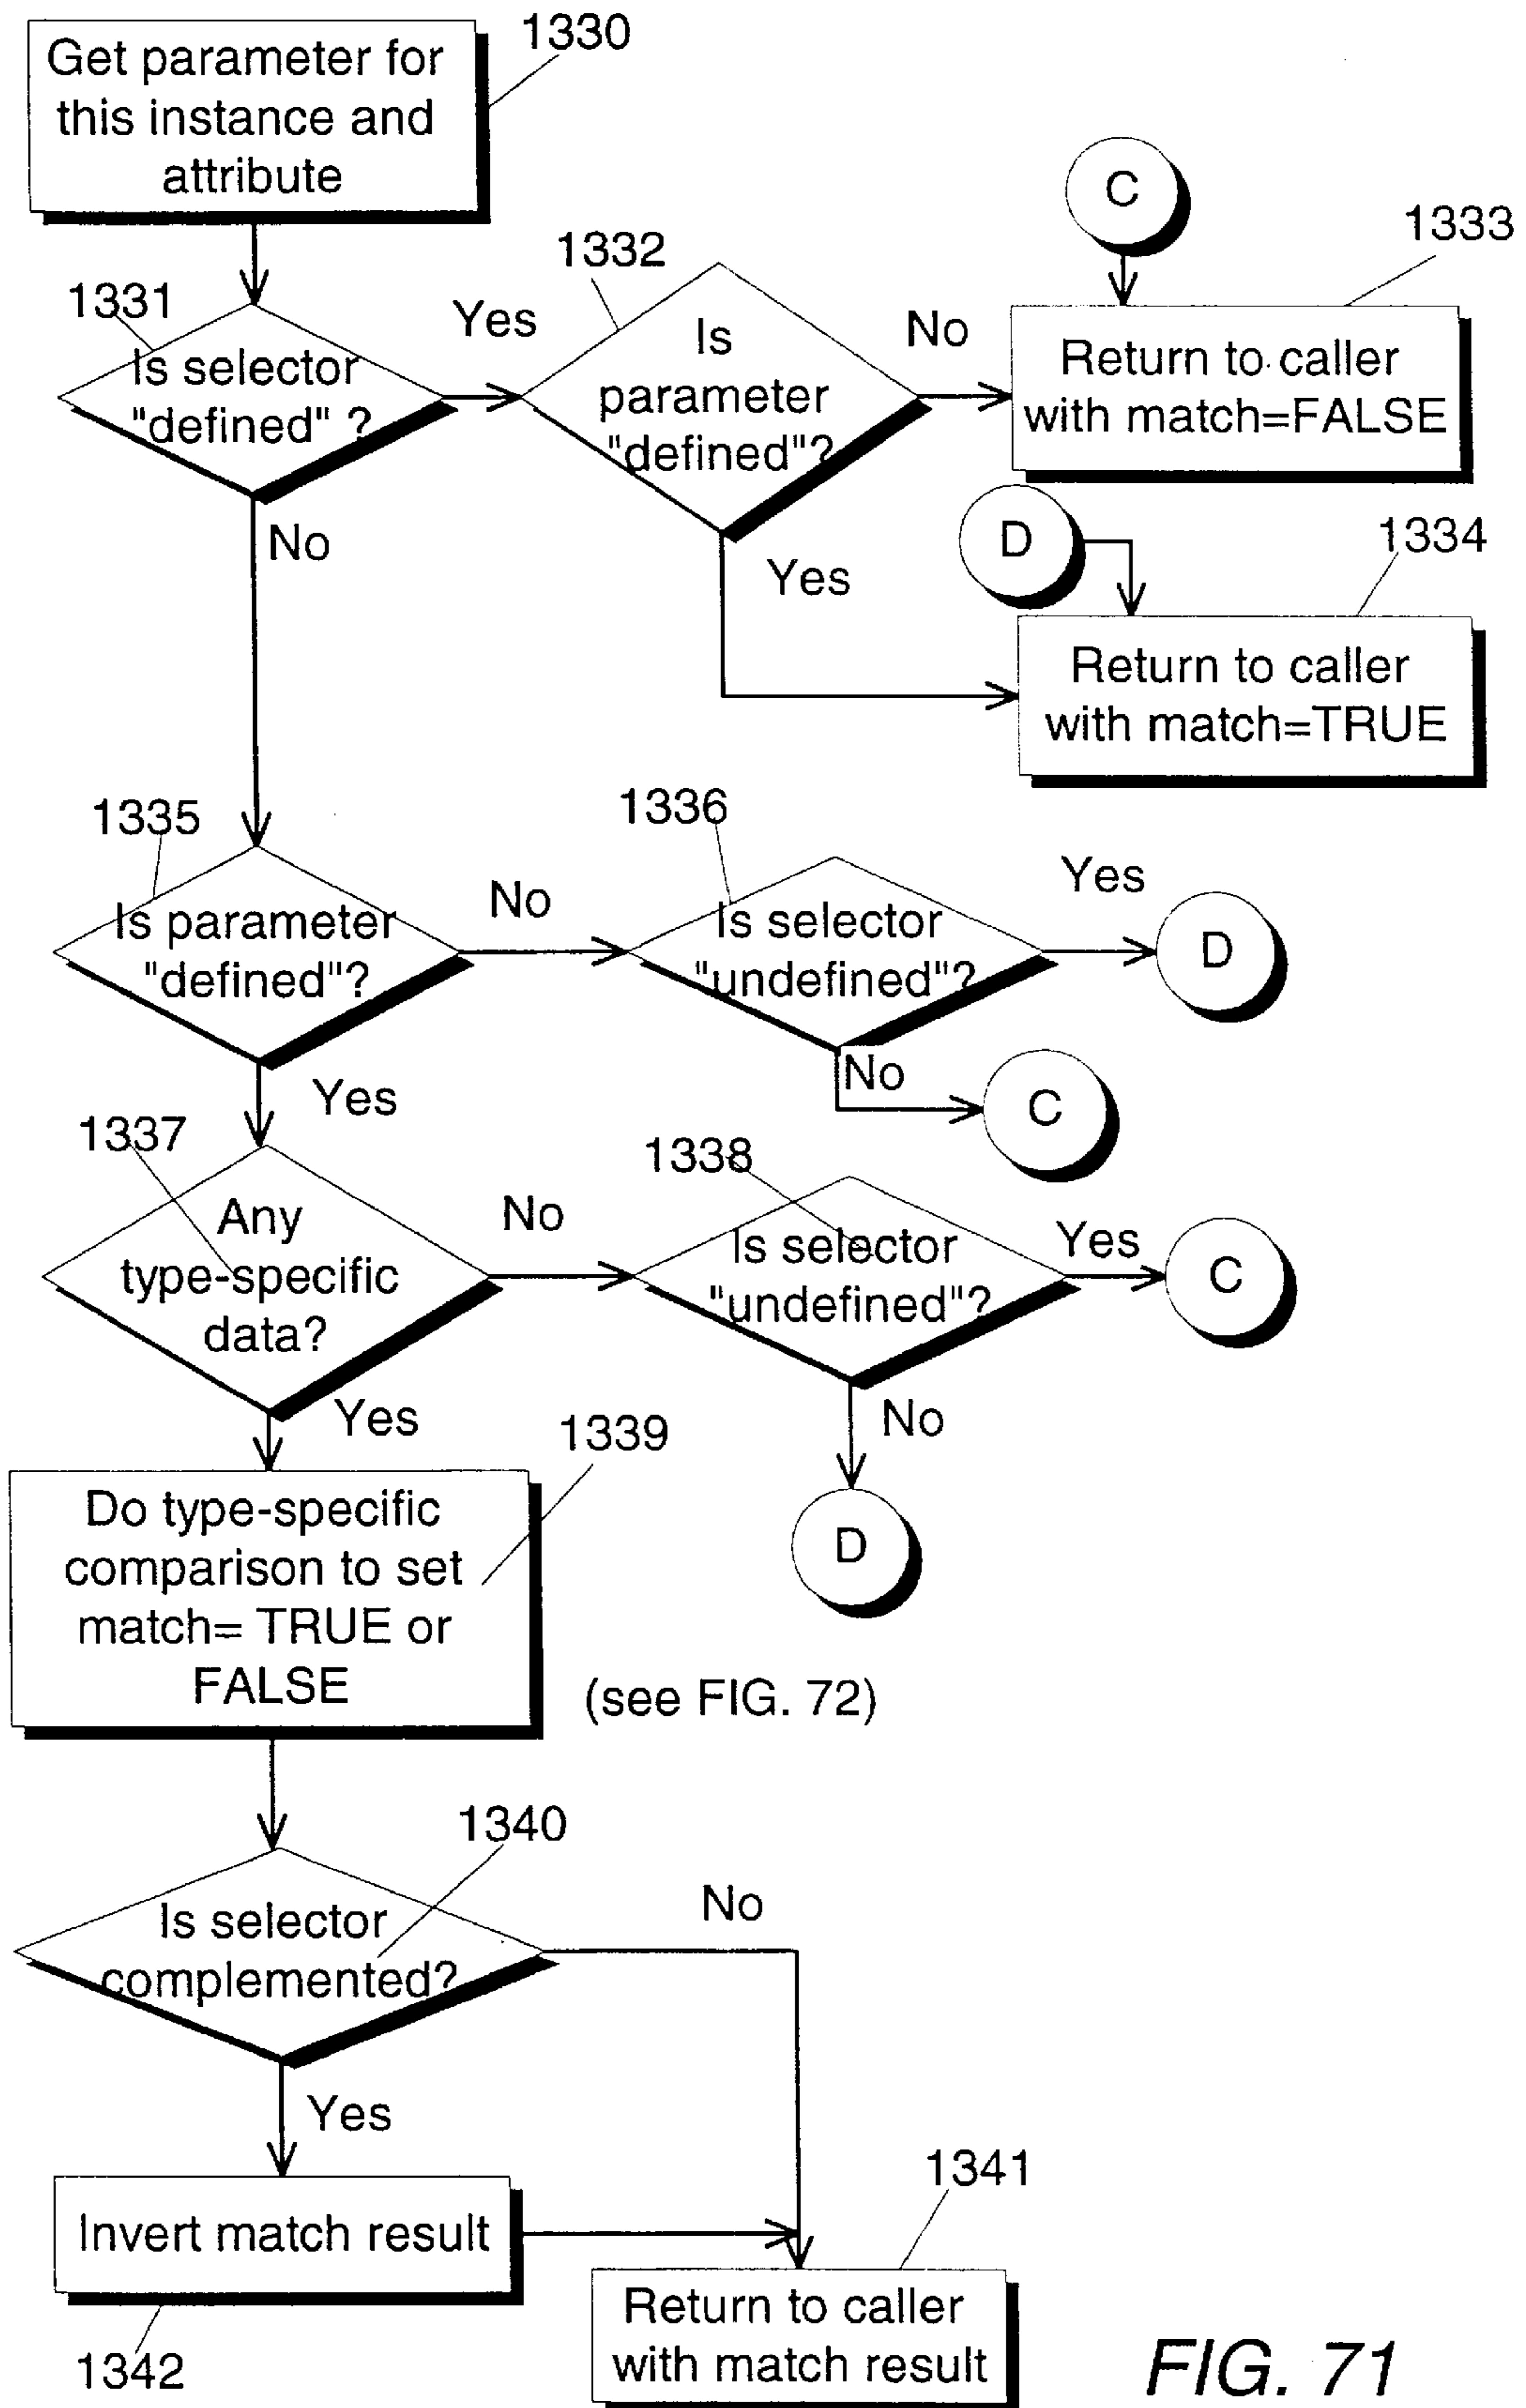 1330
Get parameter for
this instance and
attribute
C
1333
1332
1331
Yes
Is
parameter
"defined"?
No
Return to caller
with match=FALSE
Is selector
"defined" ?
No
Yes
D
1334
Return to caller
with match=TRUE
1335
1336
Is parameter
"defined"?
No
Is selector
"undefined"?
Yes
D
No
C
Yes
1337
1338
Any
type-specific
data?
No
Is selector
"undefined"?
Yes
C
No
D
Yes
1339
Do type-specific
comparison to set
match= TRUE or
FALSE
(see FIG. 72)
1340
Is selector
complemented?
No
Yes
1341
Invert match result
1342
Return to caller
with match result
FIG. 71